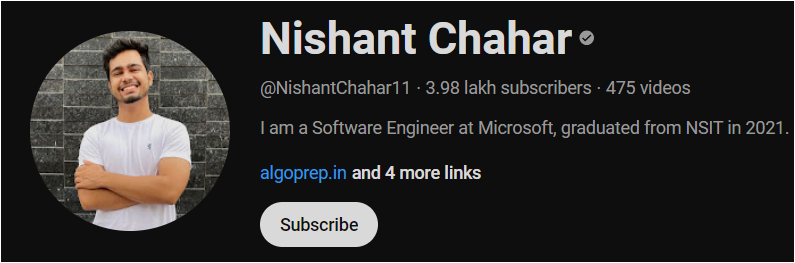 Nishant Chahar
@NishantChahar11 · 3.98 lakh subscribers · 475 videos
I am a Software Engineer at Microsoft, graduated from NSIT in 2021.
algoprep.in and 4 more links
Subscribe